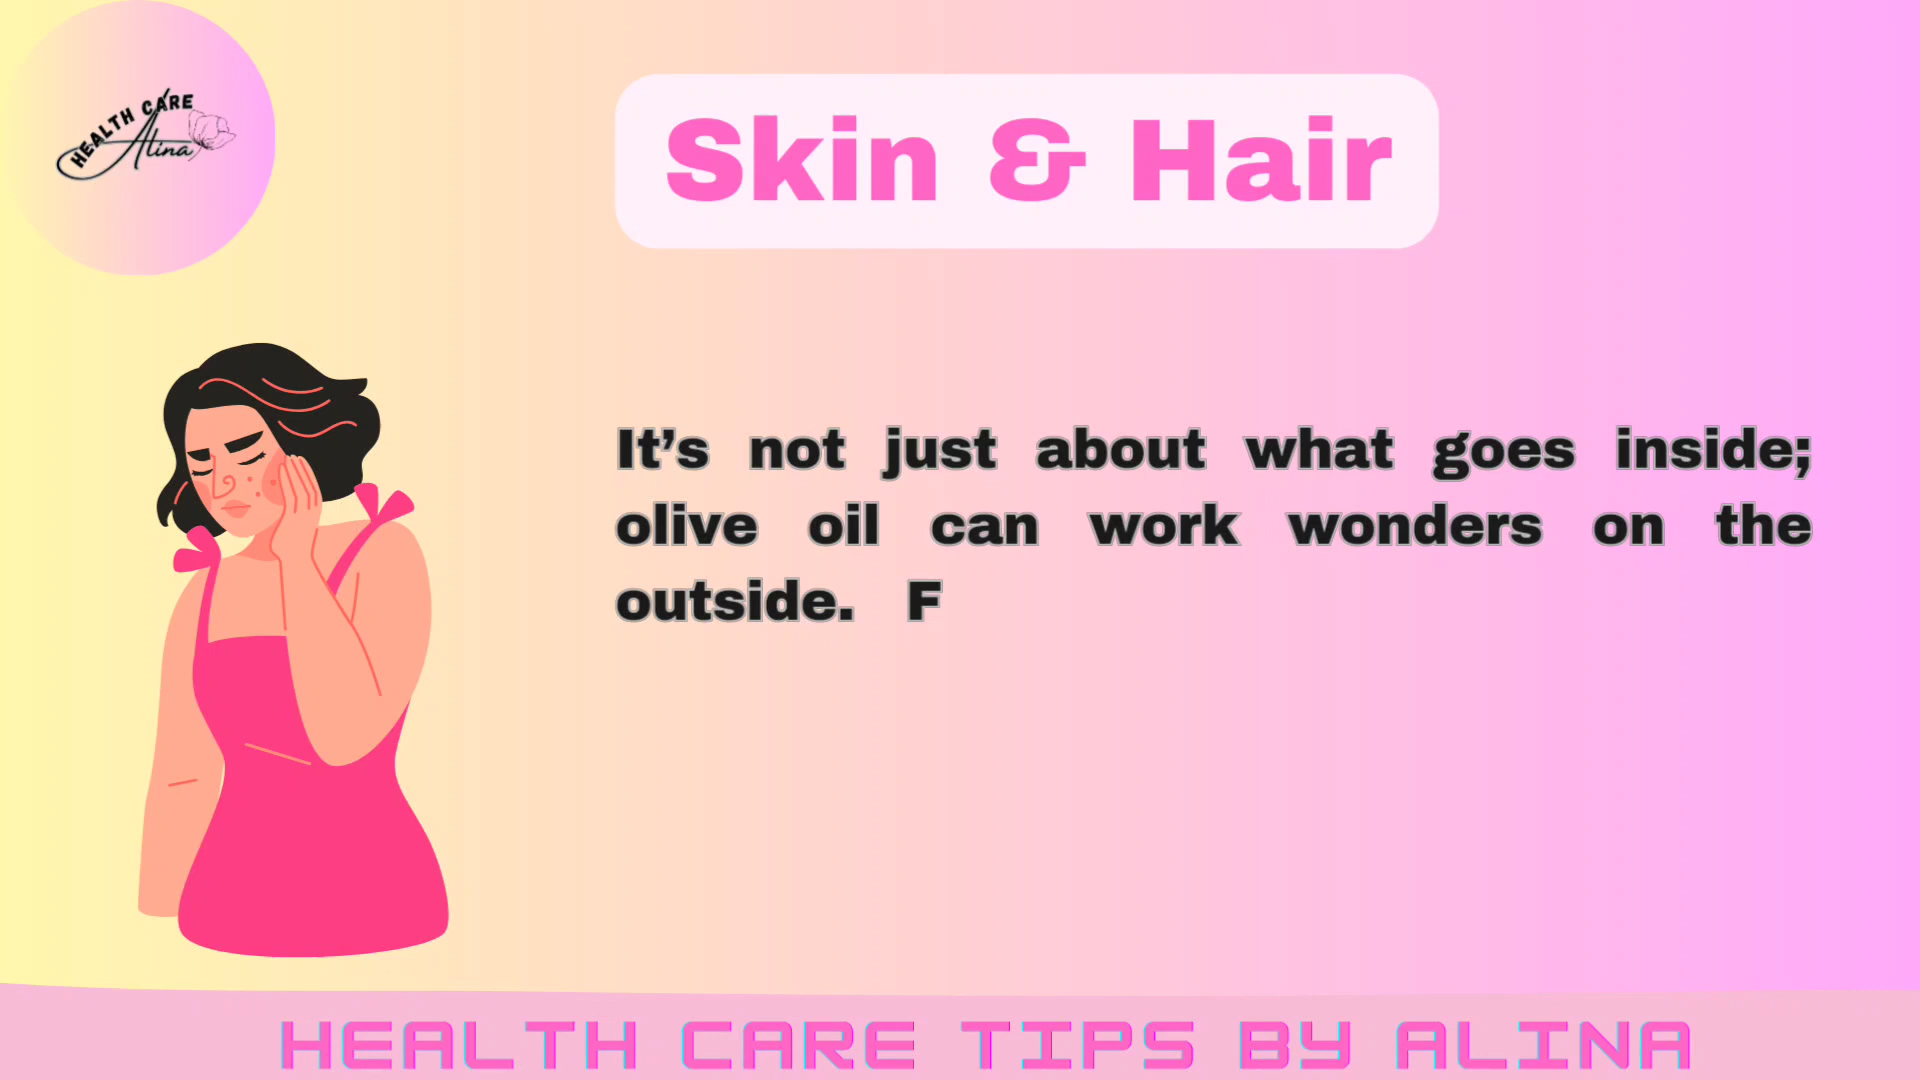 HEALTH CARE
Alina
Skin & Hair
It’s not just about what goes inside;
olive oil can work wonders on the
outside. F
HEALTH CARE TIPS BY ALINA